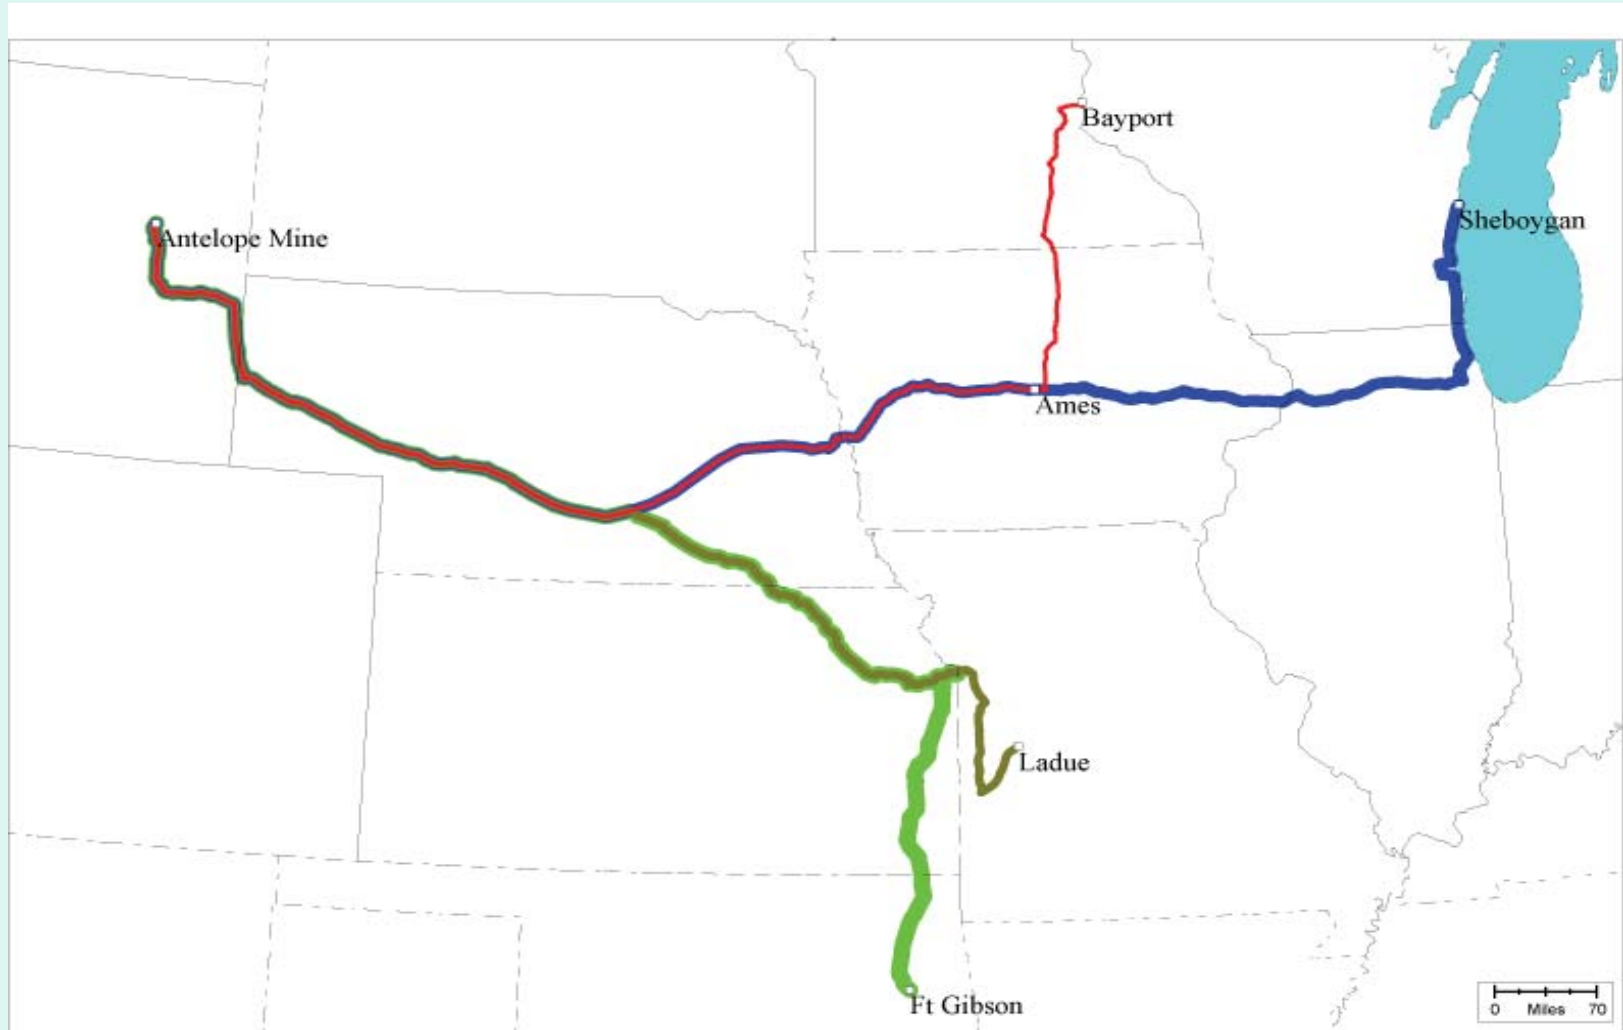 Bayport
Sheboygan
Antelope Mine
Ames
Ladue
Ft Gibson
0 Miles 70